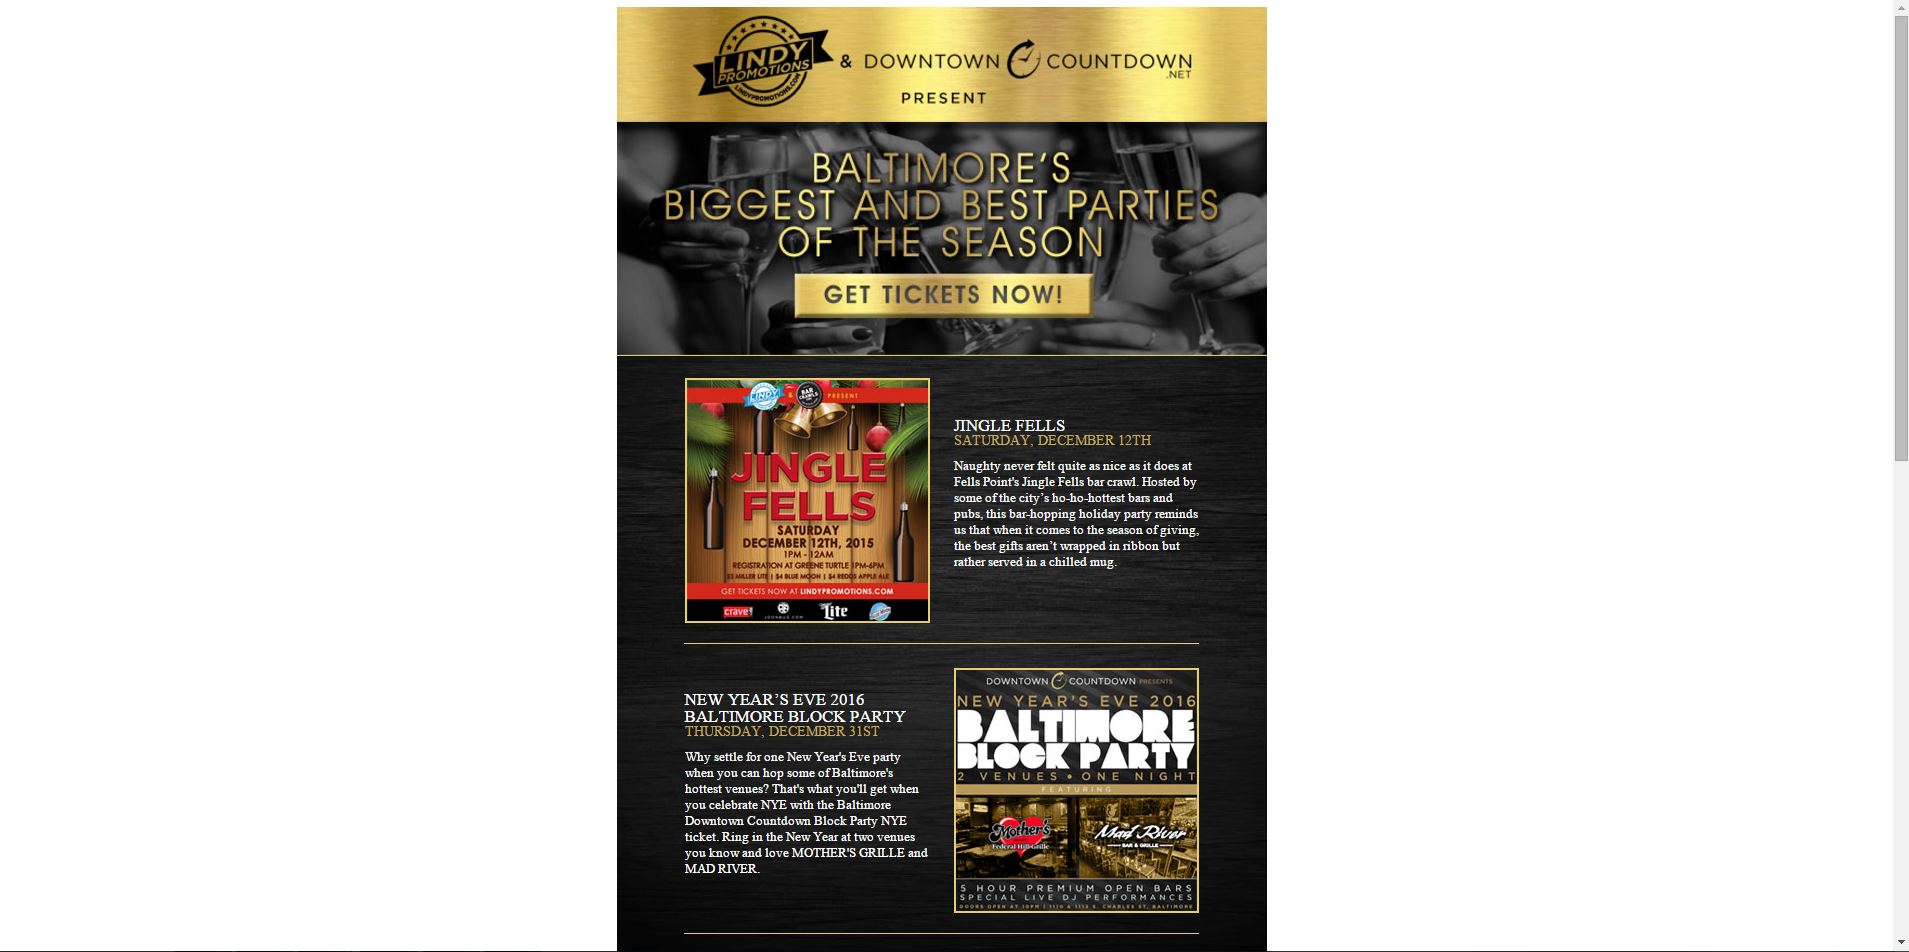 LINDY
PROMOTIONS
LINDYPROMOTIONS.COM
& DOWNTOWN COUNTDOWN
.NET
PRESENT
BALTIMORE'S
BIGGEST AND BEST PARTIES
OF THE SEASON
GET TICKETS NOW!
LINDY & BAR CRAWLS PRESENT
JINGLE
FELLS
SATURDAY
DECEMBER 12TH, 2015
1PM - 12AM
REGISTRATION AT GREENE TURTLE 1PM-6PM
$3 MILLER LITE | $4 BLUE MOON | $4 REDDS APPLE ALE
GET TICKETS NOW AT LINDYPROMOTIONS.COM
crave
JOONBUG.COM
Lite
JINGLE FELLS
SATURDAY, DECEMBER 12TH
Naughty never felt quite as nice as it does at
Fells Point's Jingle Fells bar crawl. Hosted by
some of the city’s ho-ho-hottest bars and
pubs, this bar-hopping holiday party reminds
us that when it comes to the season of giving,
the best gifts aren’t wrapped in ribbon but
rather served in a chilled mug.
NEW YEAR’S EVE 2016
BALTIMORE BLOCK PARTY
THURSDAY, DECEMBER 31ST
Why settle for one New Year's Eve party
when you can hop some of Baltimore's
hottest venues? That's what you'll get when
you celebrate NYE with the Baltimore
Downtown Countdown Block Party NYE
ticket. Ring in the New Year at two venues
you know and love MOTHER'S GRILLE and
MAD RIVER.
DOWNTOWN COUNTDOWN PRESENTS
NEW YEAR'S EVE 2016
BALTIMORE
BLOCK PARTY
2 VENUES • ONE NIGHT
FEATURING
Mother's
Federal Hill Grille
Mad River
BAR & GRILLE
5 HOUR PREMIUM OPEN BARS
SPECIAL LIVE DJ PERFORMANCES
DOORS OPEN AT 10PM | 1110 & 1113 S. CHARLES ST, BALTIMORE